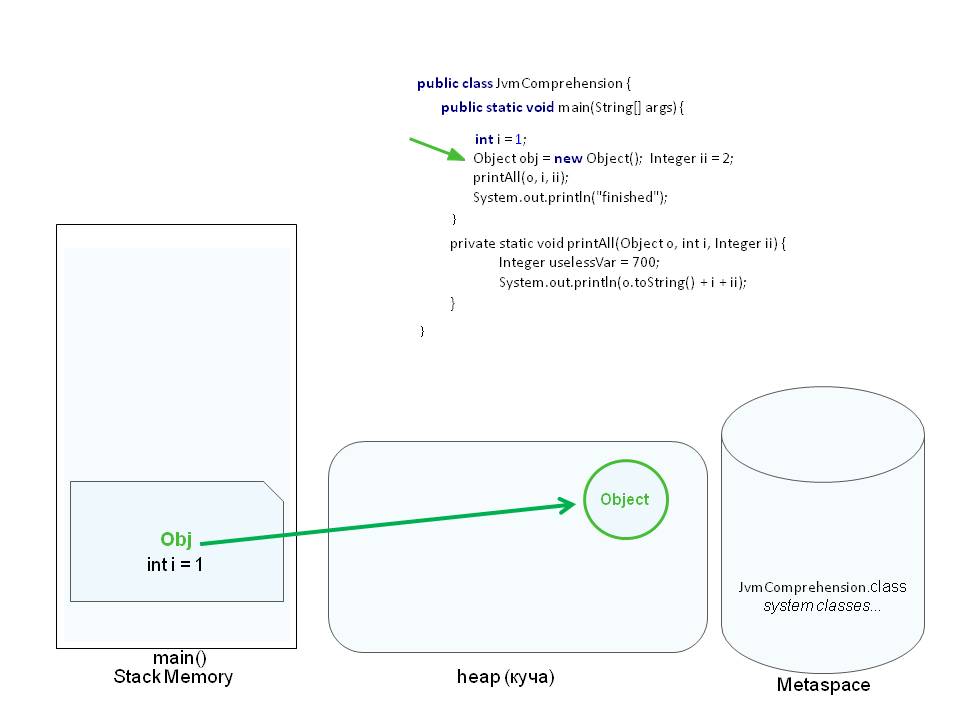 public class JvmComprehension {
public static void main(String[] args) {
int i = 1;
Object obj = new Object(); Integer ii = 2;
printAll(o, i, ii);
System.out.println("finished");
}
private static void printAll(Object o, int i, Integer ii) {
Integer uselessVar = 700;
System.out.println(o.toString() + i + ii);
}
}
Obj
int i = 1
main()
Stack Memory
Object
heap (куча)
JvmComprehension.class
system classes...
Metaspace